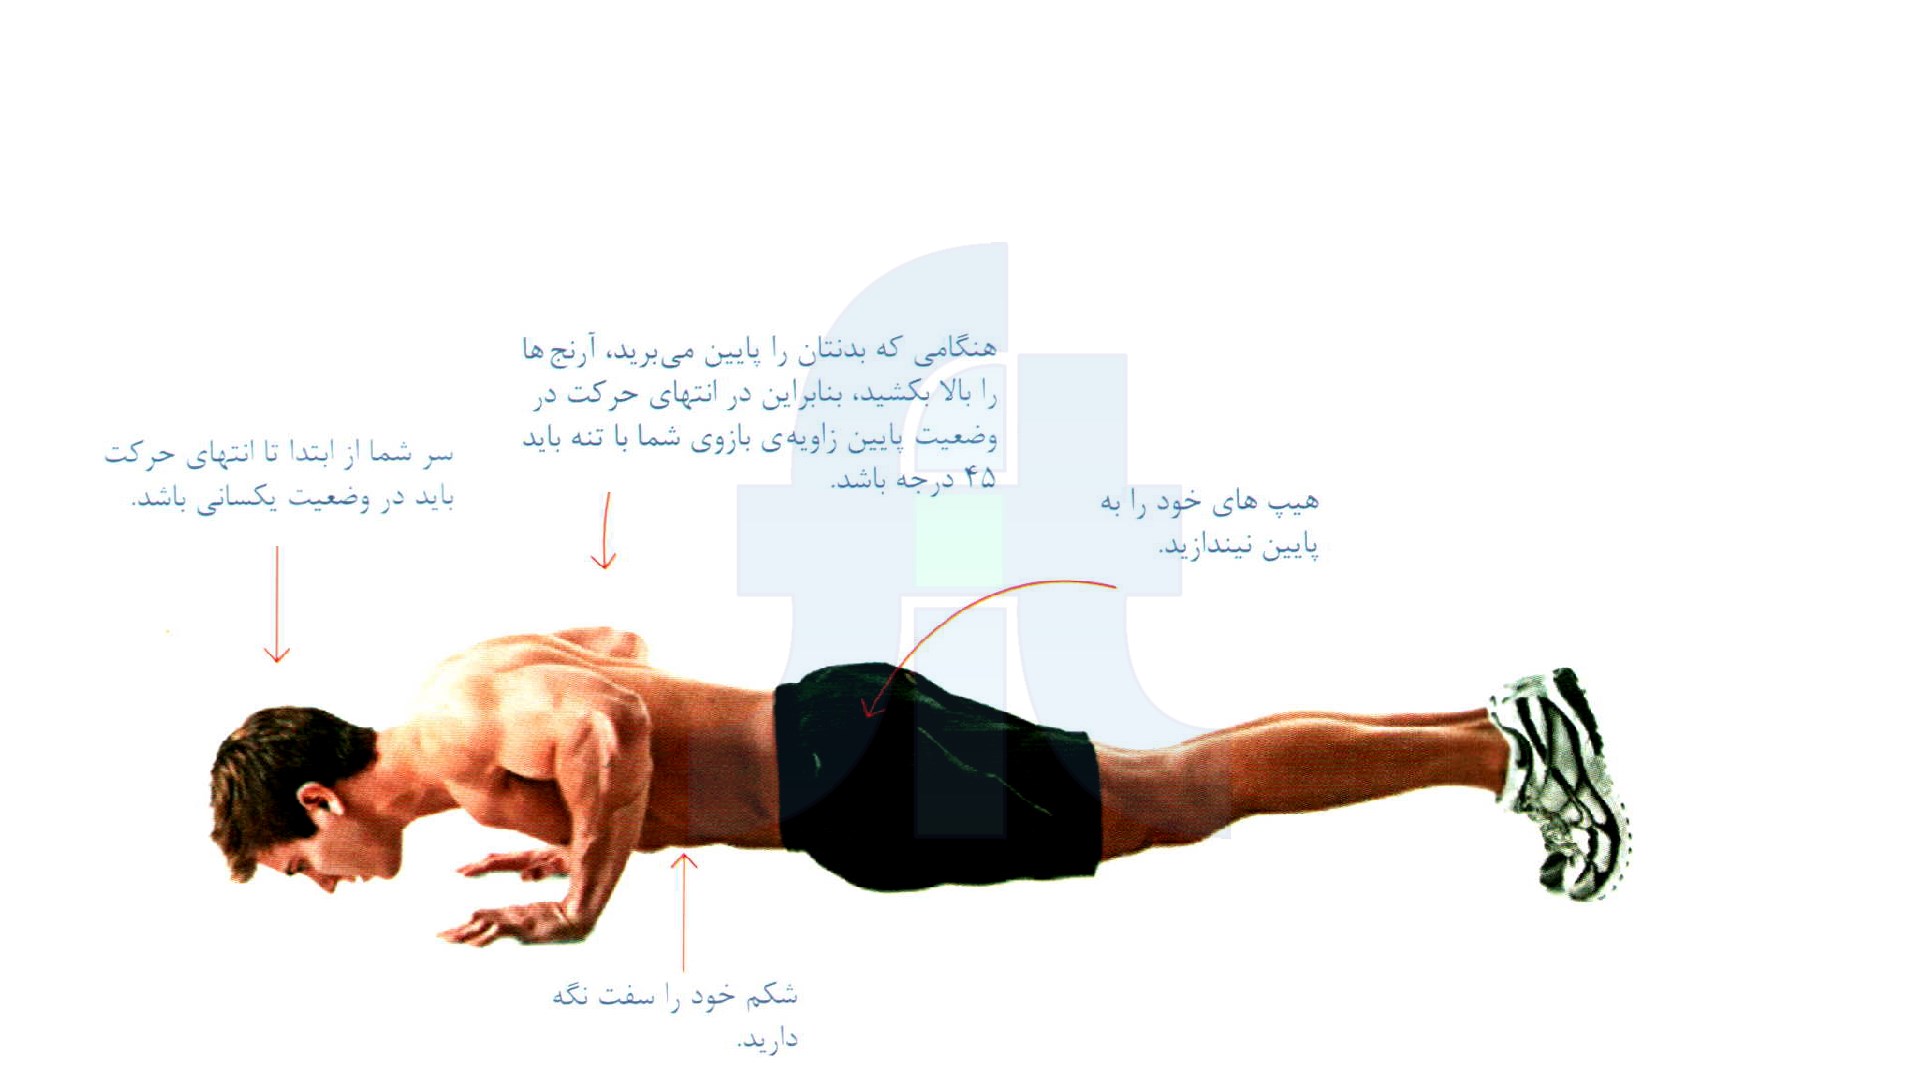 هنگامی که بدنتان را پایین می‌برید، آرنج ها
را بالا بکشید، بنابراین در انتهای حرکت در
وضعیت پایین زاویه‌ی بازوی شما با تنه باید
۴۵ درجه باشد.
هیپ های خود را به
پایین نیندازید.
سر شما از ابتدا تا انتهای حرکت
باید در وضعیت یکسانی باشد.
شکم خود را سفت نگه
دارید.
fit